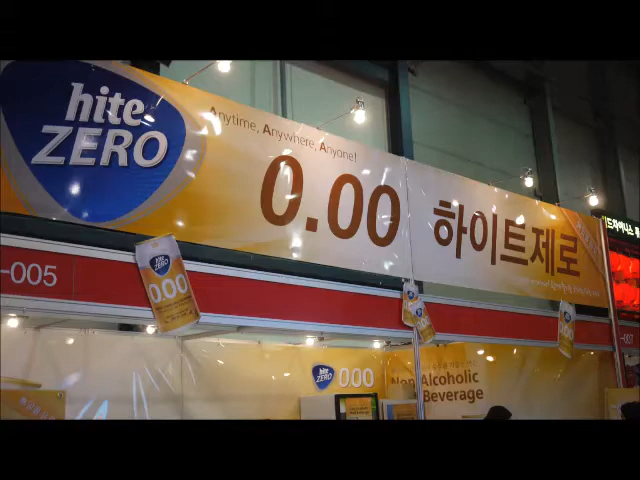 hite
ZERO
Anytime, Anywhere, Anyone!
0.00 하이트제로
-005
hite
ZERO
0.00
hite
ZERO
0.00
Non Alcoholic
Beverage
-007